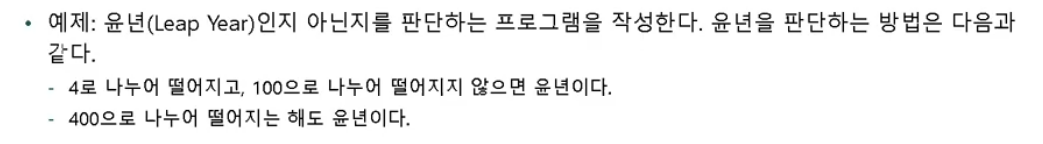 • 예제: 윤년(Leap Year)인지 아닌지를 판단하는 프로그램을 작성한다. 윤년을 판단하는 방법은 다음과
같다.
- 4로 나누어 떨어지고, 100으로 나누어 떨어지지 않으면 윤년이다.
- 400으로 나누어 떨어지는 해도 윤년이다.